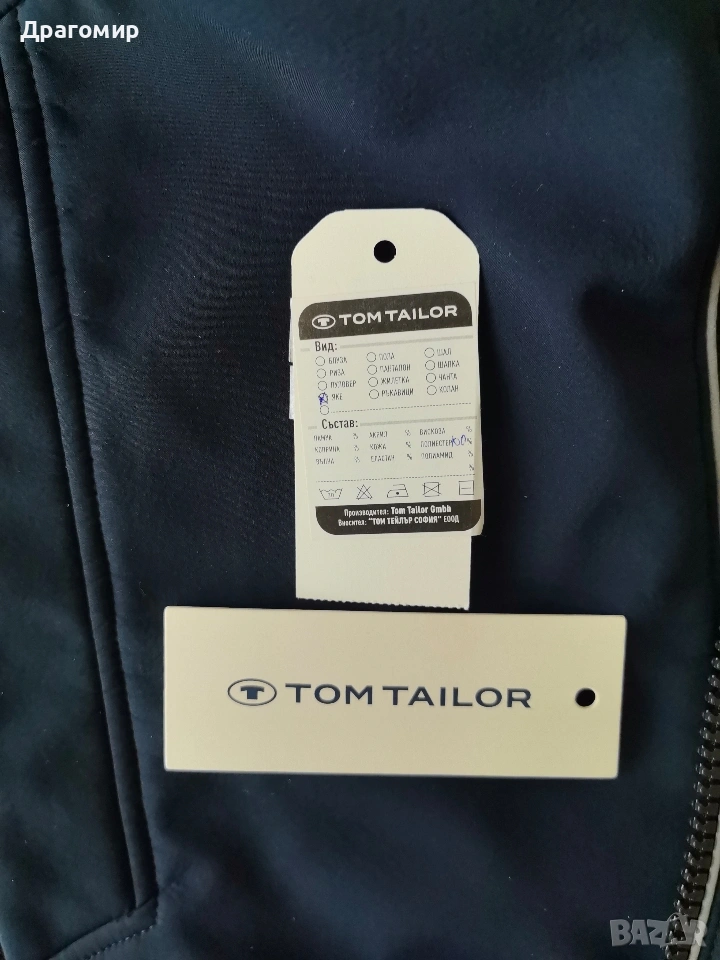 Драгомир
TOM TAILOR
Вид:
БЛУЗА ПОЛА ШАЛ
РИЗА ПАНТАЛОН ШАПКА
ПУЛОВЕР ЖИЛЕТКА ЧАНТА
ЯКЕ РЪКАВИЦИ КОЛАН
Състав:
ПАМУК % АКРИЛ % ВИСКОЗА %
КОПРИНА % КОЖА % ПОЛИЕСТЕР 100%
ВЪЛНА % ЕЛАСТАН % ПОЛИАМИД %
%
30
Производител: Tom Tailor Gmbh
Вносител: "ТОМ ТЕЙЛЪР СОФИЯ" ЕООД
TOM TAILOR
BAZAR